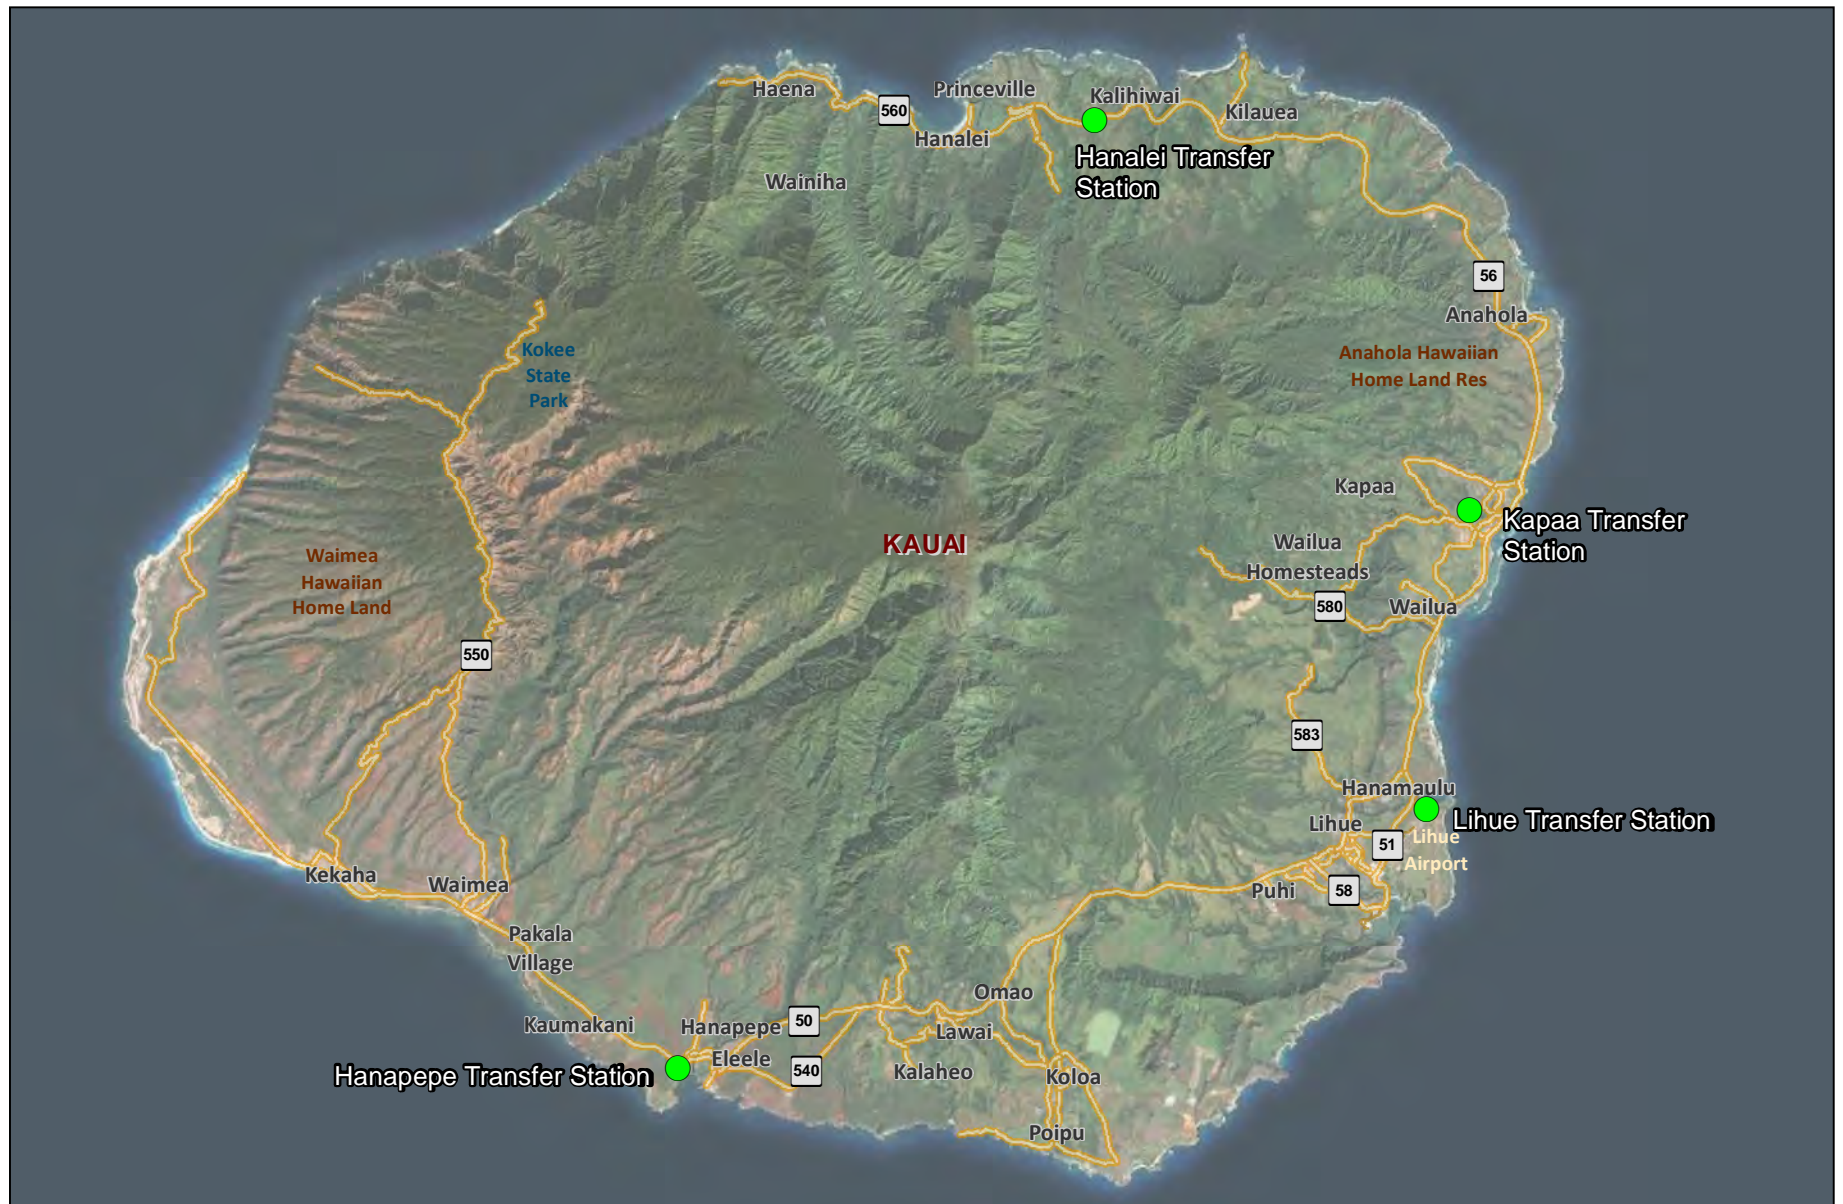 Haena
560
Princeville
Kalihiwai
Kilauea
Hanalei
Hanalei Transfer
Station
Wainiha
56
Anahola
Anahola Hawaiian
Home Land Res
Kokee
State
Park
Kapaa
Kapaa Transfer
Station
KAUAI
Wailua
Homesteads
580
Wailua
Waimea
Hawaiian
Home Land
550
583
Hanamaulu
Lihue Transfer Station
Lihue
51
Lihue
Airport
Puhi
58
Kekaha
Waimea
Pakala
Village
Omao
Kaumakani
Hanapepe
50
Lawai
Eleele
540
Kalaheo
Koloa
Hanapepe Transfer Station
Poipu